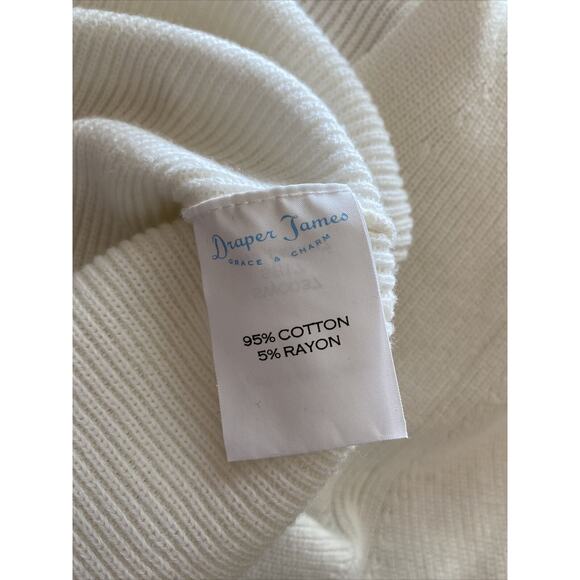 Draper James
GRACE & CHARM
95% COTTON
5% RAYON